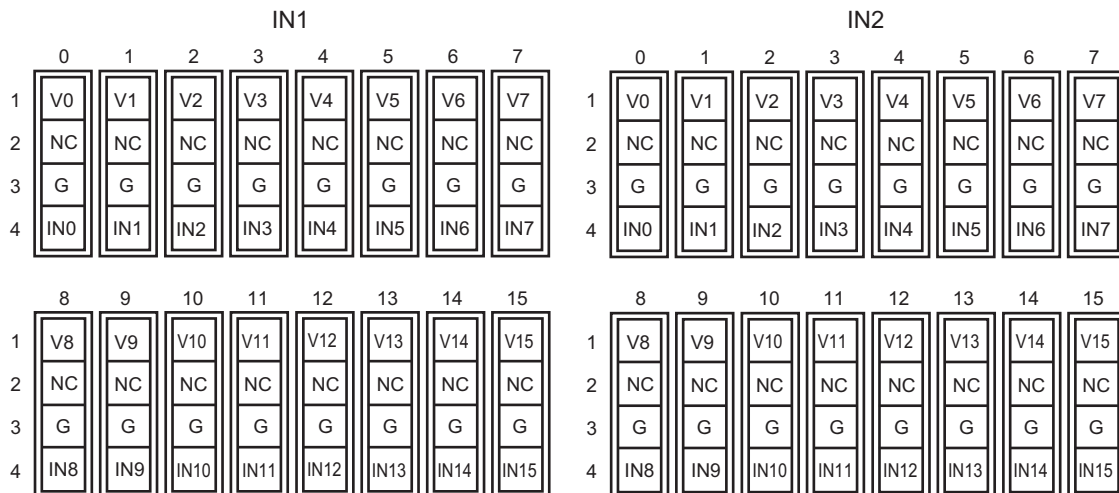 IN1 IN2
0 1 2 3 4 5 6 7 0 1 2 3 4 5 6 7
1 V0 V1 V2 V3 V4 V5 V6 V7 1 V0 V1 V2 V3 V4 V5 V6 V7
2 NC NC NC NC NC NC NC NC 2 NC NC NC NC NC NC NC NC
3 G G G G G G G G 3 G G G G G G G G
4 IN0 IN1 IN2 IN3 IN4 IN5 IN6 IN7 4 IN0 IN1 IN2 IN3 IN4 IN5 IN6 IN7
8 9 10 11 12 13 14 15 8 9 10 11 12 13 14 15
1 V8 V9 V10 V11 V12 V13 V14 V15 1 V8 V9 V10 V11 V12 V13 V14 V15
2 NC NC NC NC NC NC NC NC 2 NC NC NC NC NC NC NC NC
3 G G G G G G G G 3 G G G G G G G G
4 IN8 IN9 IN10 IN11 IN12 IN13 IN14 IN15 4 IN8 IN9 IN10 IN11 IN12 IN13 IN14 IN15